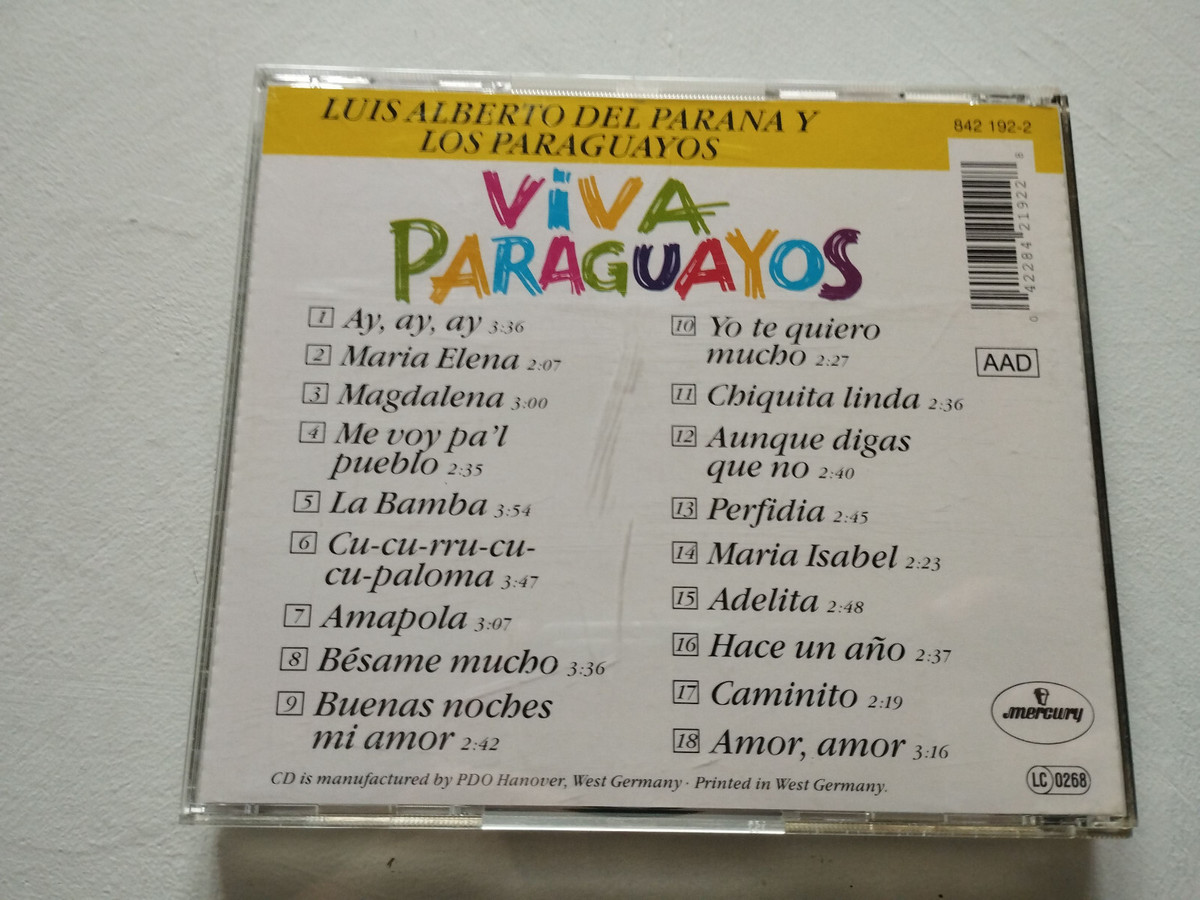 LUIS ALBERTO DEL PARANA Y
LOS PARAGUAYOS
842 192-2
ViVA
PARAGUAYOS
0 42284 21922 8
AAD
1 Ay, ay, ay 3:36
2 Maria Elena 2:07
3 Magdalena 3:00
4 Me voy pa'l
pueblo 2:35
5 La Bamba 3:54
6 Cu-cu-rru-cu-
cu-paloma 3:47
7 Amapola 3:07
8 Bésame mucho 3:36
9 Buenas noches
mi amor 2:42
10 Yo te quiero
mucho 2:27
11 Chiquita linda 2:36
12 Aunque digas
que no 2:40
13 Perfidia 2:45
14 Maria Isabel 2:23
15 Adelita 2:48
16 Hace un año 2:37
17 Caminito 2:19
18 Amor, amor 3:16
mercury
LC 0268
CD is manufactured by PDO Hanover, West Germany · Printed in West Germany.